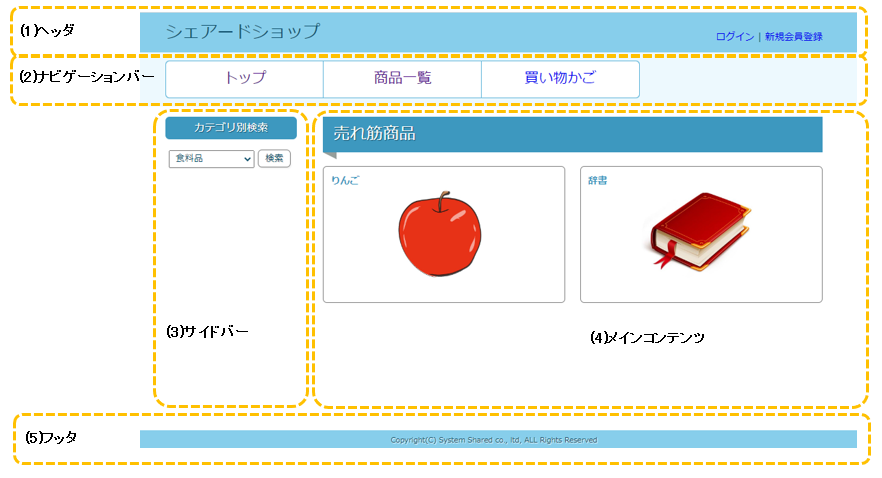 (1)ヘッダ
シェアードショップ
ログイン | 新規会員登録
(2)ナビゲーションバー
トップ
商品一覧
買い物かご
カテゴリ別検索
食料品
検索
売れ筋商品
りんご
辞書
(3)サイドバー
(4)メインコンテンツ
(5)フッタ
Copyright(C) System Shared co., ltd, ALL Rights Reserved